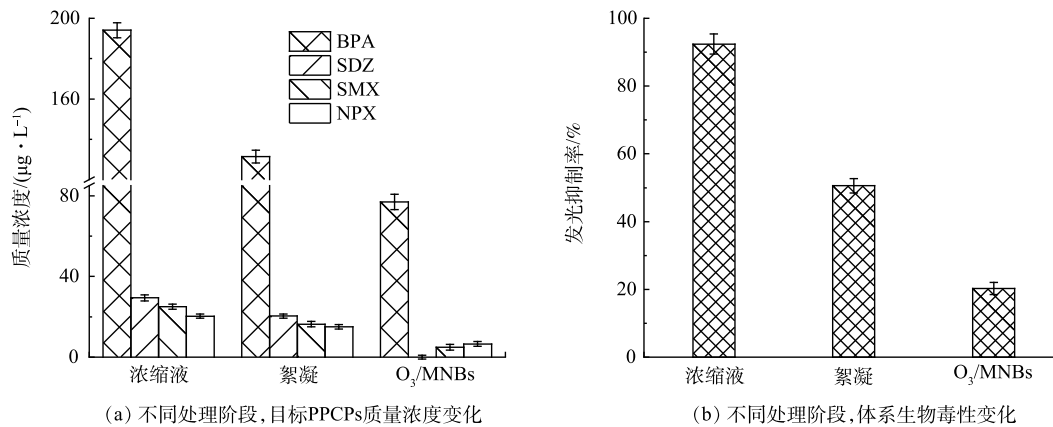 200
160
80
40
0
质量浓度/(μg·L⁻¹)
BPA
SDZ
SMX
NPX
浓缩液
絮凝
O₃/MNBs
(a) 不同处理阶段,目标PPCPs质量浓度变化
100
80
60
40
20
0
发光抑制率/%
浓缩液
絮凝
O₃/MNBs
(b) 不同处理阶段,体系生物毒性变化